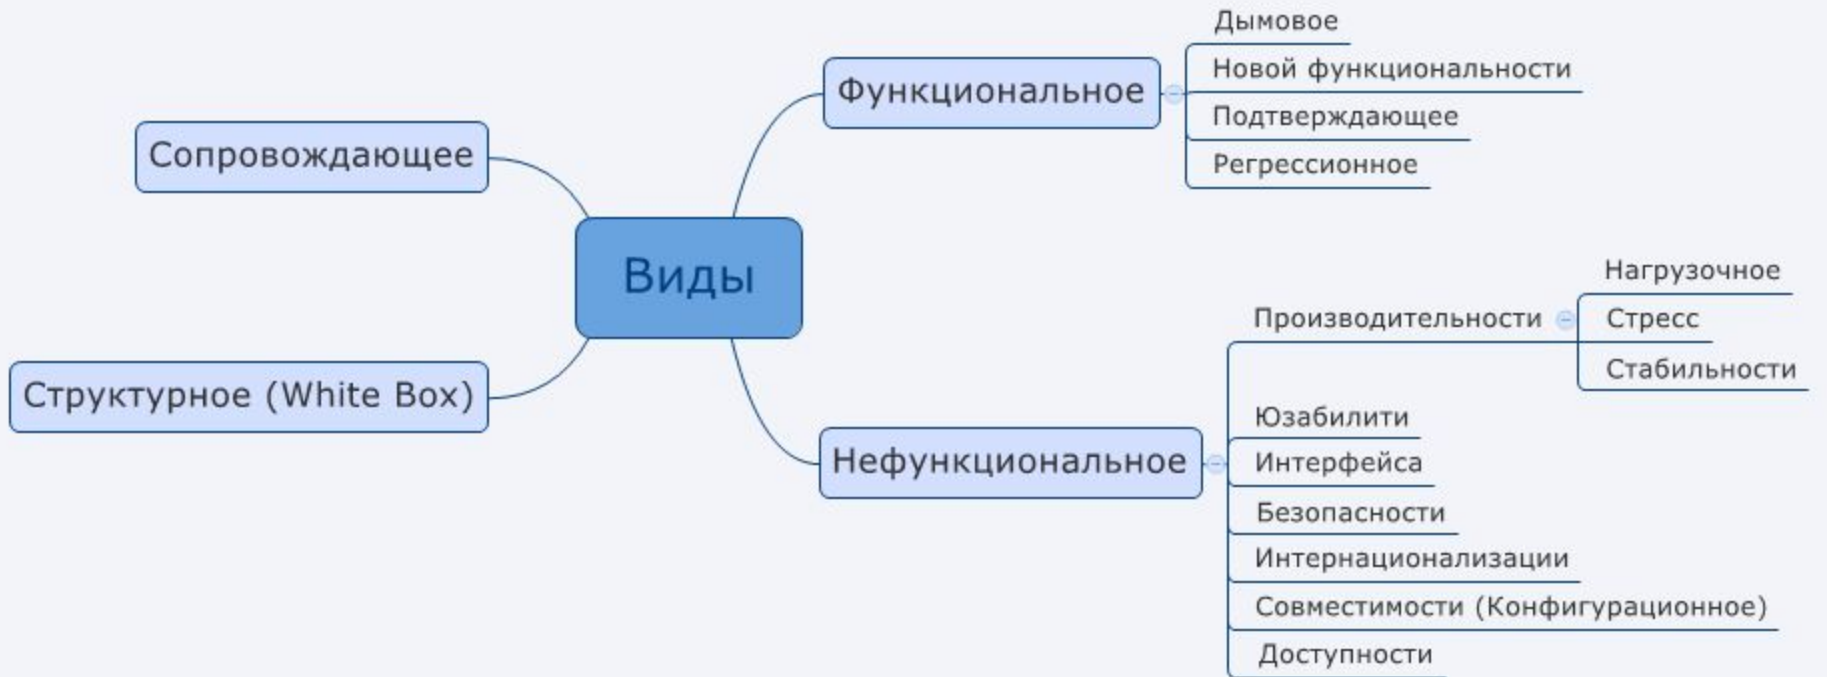 Виды
Функциональное
Дымовое
Новой функциональности
Подтверждающее
Регрессионное
Нефункциональное
Производительности
Нагрузочное
Стресс
Стабильности
Юзабилити
Интерфейса
Безопасности
Интернационализации
Совместимости (Конфигурационное)
Доступности
Сопровождающее
Структурное (White Box)